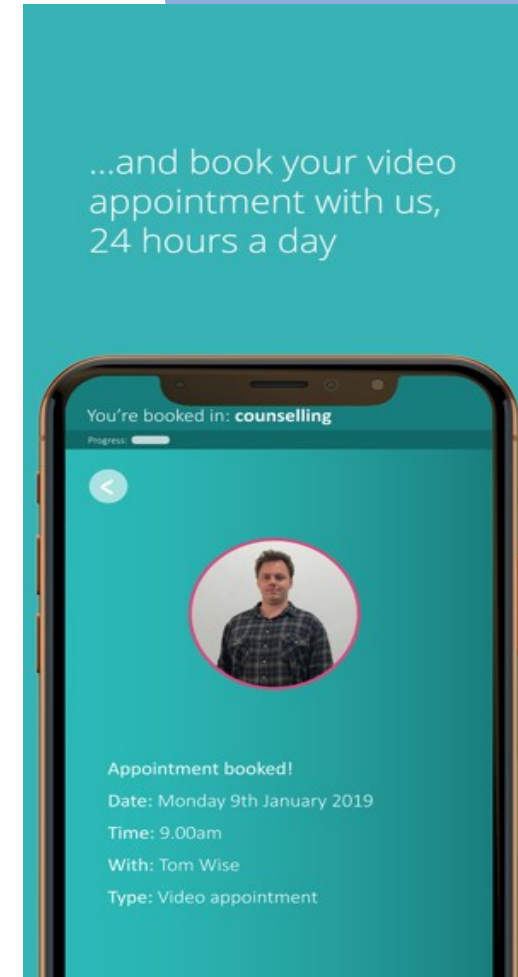 ...and book your video
appointment with us,
24 hours a day
You're booked in: counselling
Progress:
<
Appointment booked!
Date: Monday 9th January 2019
Time: 9.00am
With: Tom Wise
Type: Video appointment